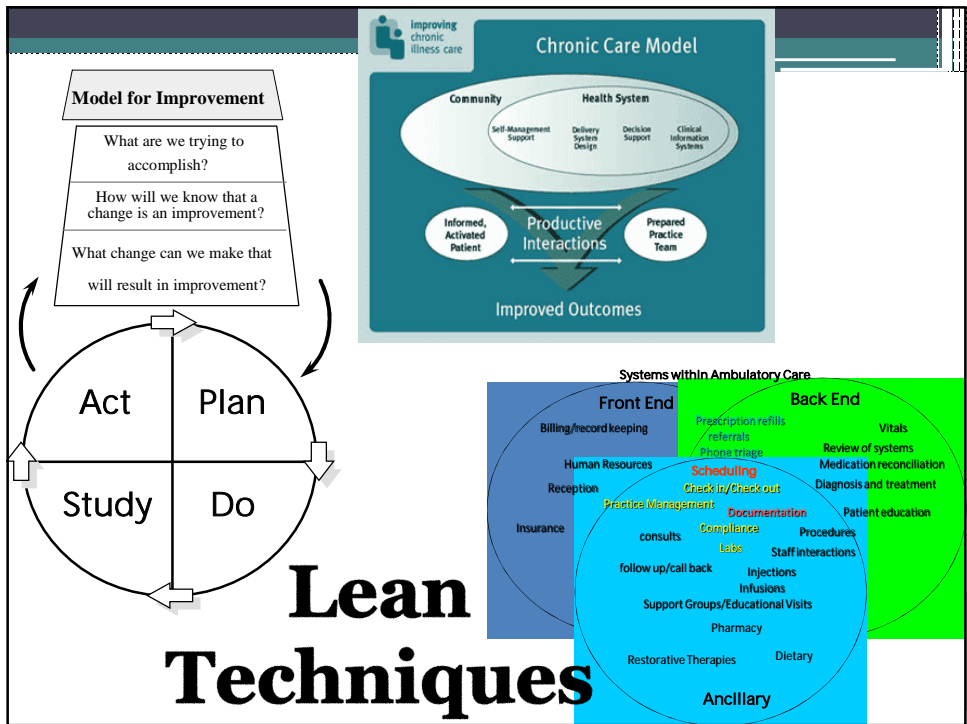 Model for Improvement
What are we trying to
accomplish?
How will we know that a
change is an improvement?
What change can we make that
will result in improvement?
Act
Plan
Study
Do
improving
chronic
illness care
Chronic Care Model
Community
Health System
Self-Management
Support
Delivery
System
Design
Decision
Support
Clinical
Information
Systems
Informed,
Activated
Patient
Productive
Interactions
Prepared
Practice
Team
Improved Outcomes
Systems within Ambulatory Care
Front End
Back End
Billing/record keeping
Human Resources
Reception
Insurance
Prescription refills
referrals
Phone triage
Scheduling
Check in/Check out
Practice Management
Documentation
Compliance
Labs
Vitals
Review of systems
Medication reconciliation
Diagnosis and treatment
Patient education
Procedures
Staff interactions
consults
follow up/call back
Injections
Infusions
Support Groups/Educational Visits
Pharmacy
Restorative Therapies
Dietary
Ancillary
Lean
Techniques